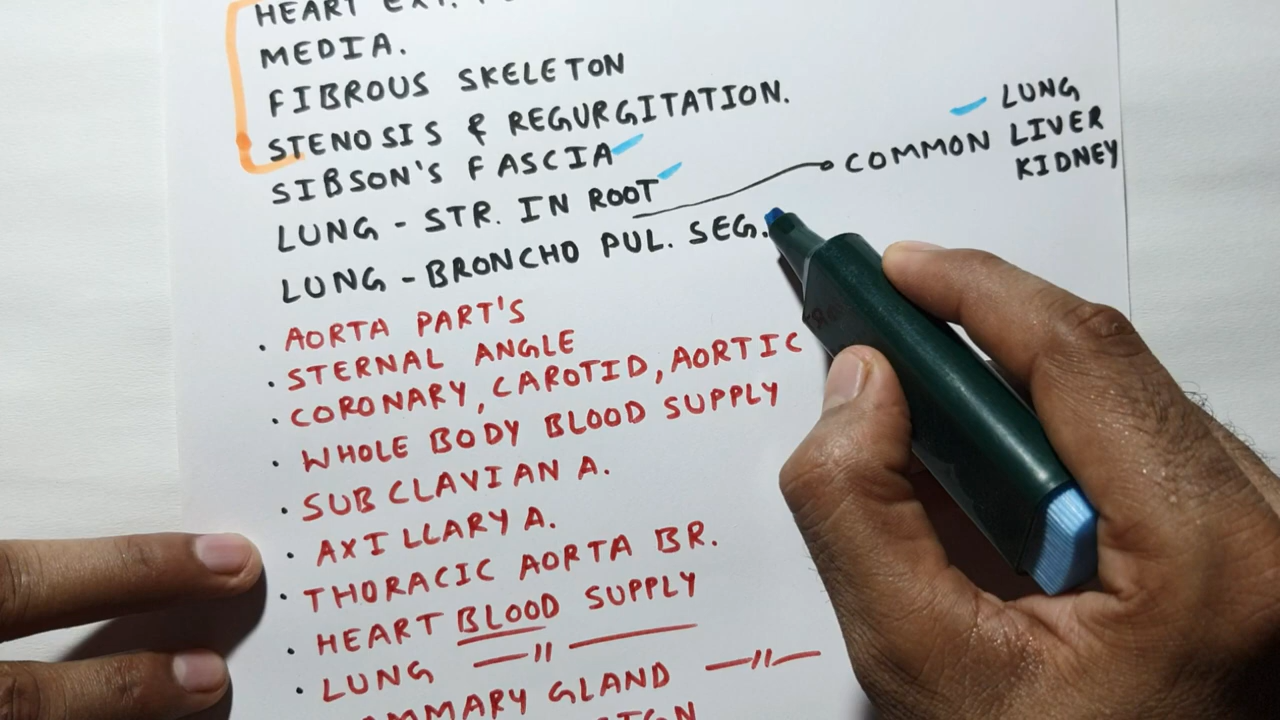 HEART EXT.
MEDIA.
FIBROUS SKELETON
STENOSIS & REGURGITATION.
SIBSON'S FASCIA
LUNG - STR. IN ROOT
COMMON LUNG
LIVER
KIDNEY
LUNG - BRONCHO PUL. SEG.
. AORTA PART'S
. STERNAL ANGLE
. CORONARY, CAROTID, AORTIC
. WHOLE BODY BLOOD SUPPLY
. SUBCLAVIAN A.
. AXILLARY A.
. THORACIC AORTA BR.
. HEART BLOOD SUPPLY
. LUNG —〃—
GLAND —〃—